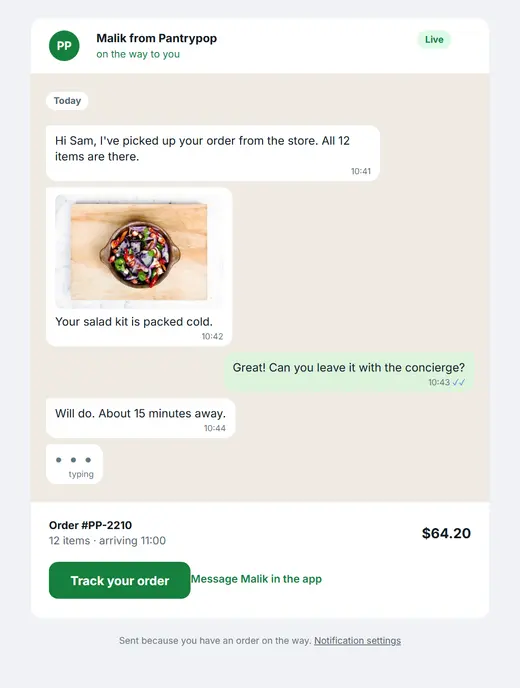 PP
Malik from Pantrypop
on the way to you
Live
Today
Hi Sam, I've picked up your order from the store. All 12
items are there.
10:41
Your salad kit is packed cold.
10:42
Great! Can you leave it with the concierge?
10:43 ✓✓
Will do. About 15 minutes away.
10:44
typing
Order #PP-2210
12 items · arriving 11:00
$64.20
Track your order
Message Malik in the app
Sent because you have an order on the way. Notification settings